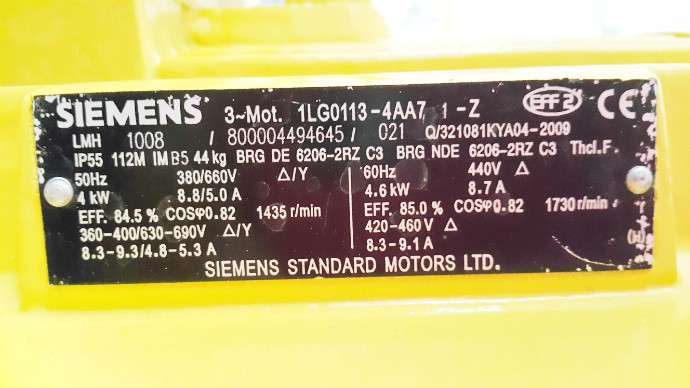 SIEMENS 3~Mot. 1LG0113-4AA7 1-Z EFF2 CE
LMH 1008 / 800004494645 / 021 Q/321081KYA04-2009
IP55 112M IM B5 44kg BRG DE 6206-2RZ C3 BRG NDE 6206-2RZ C3 Thcl.F.
50Hz 380/660V Δ/Y 60Hz 440V Δ
4 kW 8.8/5.0 A 4.6 kW 8.7 A
EFF. 84.5 % COSφ0.82 1435 r/min EFF. 85.0 % COSφ0.82 1730 r/min
360-400/630-690V Δ/Y 420-460 V Δ
8.3-9.3/4.8-5.3 A 8.3-9.1 A (H)
SIEMENS STANDARD MOTORS LTD.